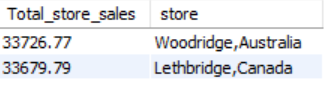 Total_store_sales store
33726.77 Woodridge,Australia
33679.79 Lethbridge,Canada